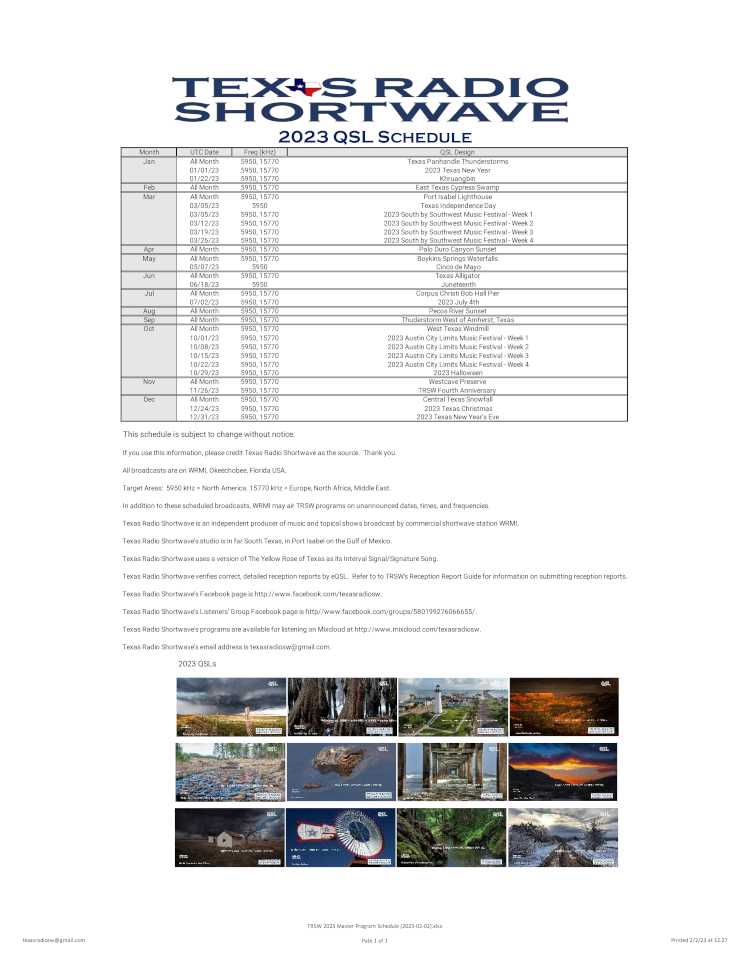 TEXAS RADIO
SHORTWAVE
2023 QSL SCHEDULE
Month UTC Date Freq (kHz) QSL Design
Jan All Month 5950, 15770 Texas Panhandle Thunderstorms
01/01/23 5950, 15770 2023 Texas New Year
01/22/23 5950, 15770 Khruangbin
Feb All Month 5950, 15770 East Texas Cypress Swamp
Mar All Month 5950, 15770 Port Isabel Lighthouse
03/05/23 5950 Texas Independence Day
03/05/23 5950, 15770 2023 South by Southwest Music Festival - Week 1
03/12/23 5950, 15770 2023 South by Southwest Music Festival - Week 2
03/19/23 5950, 15770 2023 South by Southwest Music Festival - Week 3
03/26/23 5950, 15770 2023 South by Southwest Music Festival - Week 4
Apr All Month 5950, 15770 Palo Duro Canyon Sunset
May All Month 5950, 15770 Boykins Springs Waterfalls
05/07/23 5950 Cinco de Mayo
Jun All Month 5950, 15770 Texas Alligator
06/18/23 5950 Juneteenth
Jul All Month 5950, 15770 Corpus Christi Bob Hall Pier
07/02/23 5950, 15770 2023 July 4th
Aug All Month 5950, 15770 Pecos River Sunset
Sep All Month 5950, 15770 Thuderstorm West of Amherst, Texas
Oct All Month 5950, 15770 West Texas Windmill
10/01/23 5950, 15770 2023 Austin City Limits Music Festival - Week 1
10/08/23 5950, 15770 2023 Austin City Limits Music Festival - Week 2
10/15/23 5950, 15770 2023 Austin City Limits Music Festival - Week 3
10/22/23 5950, 15770 2023 Austin City Limits Music Festival - Week 4
10/29/23 5950, 15770 2023 Halloween
Nov All Month 5950, 15770 Westcave Preserve
11/26/23 5950, 15770 TRSW Fourth Anniversary
Dec All Month 5950, 15770 Central Texas Snowfall
12/24/23 5950, 15770 2023 Texas Christmas
12/31/23 5950, 15770 2023 Texas New Year's Eve
This schedule is subject to change without notice.
If you use this information, please credit Texas Radio Shortwave as the source. Thank you.
All broadcasts are on WRMI, Okeechobee, Florida USA.
Target Areas: 5950 kHz = North America. 15770 kHz = Europe, North Africa, Middle East.
In addition to these scheduled broadcasts, WRMI may air TRSW programs on unannounced dates, times, and frequencies.
Texas Radio Shortwave is an independent producer of music and topical shows broadcast by commercial shortwave station WRMI.
Texas Radio Shortwave's studio is in far South Texas, in Port Isabel on the Gulf of Mexico.
Texas Radio Shortwave uses a version of The Yellow Rose of Texas as its Interval Signal/Signature Song.
Texas Radio Shortwave verifies correct, detailed reception reports by eQSL. Refer to to TRSW's Reception Report Guide for information on submitting reception reports.
Texas Radio Shortwave's Facebook page is http://www.facebook.com/texasradiosw.
Texas Radio Shortwave's Listeners' Group Facebook page is http//www.facebook.com/groups/580199276066655/.
Texas Radio Shortwave's programs are available for listening on Mixcloud at http://www.mixcloud.com/texasradiosw.
Texas Radio Shortwave's email address is texasradiosw@gmail.com.
2023 QSLs
QSL QSL QSL QSL
QSL QSL QSL QSL
QSL QSL QSL QSL
TRSW 2023 Master Program Schedule (2023-02-02).xlsx
texasradiosw@gmail.com Page 1 of 1 Printed 2/2/23 at 12:27